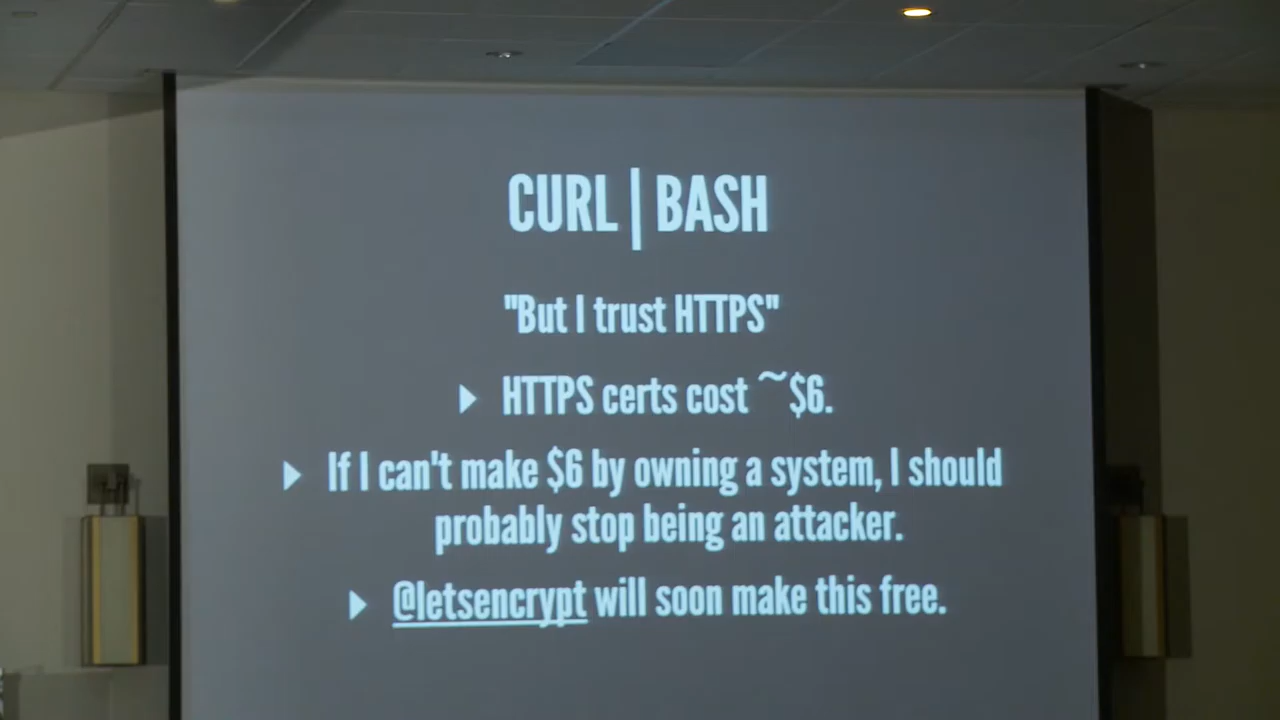 CURL | BASH
"But I trust HTTPS"
HTTPS certs cost ~$6.
If I can't make $6 by owning a system, I should
probably stop being an attacker.
@letsencrypt will soon make this free.